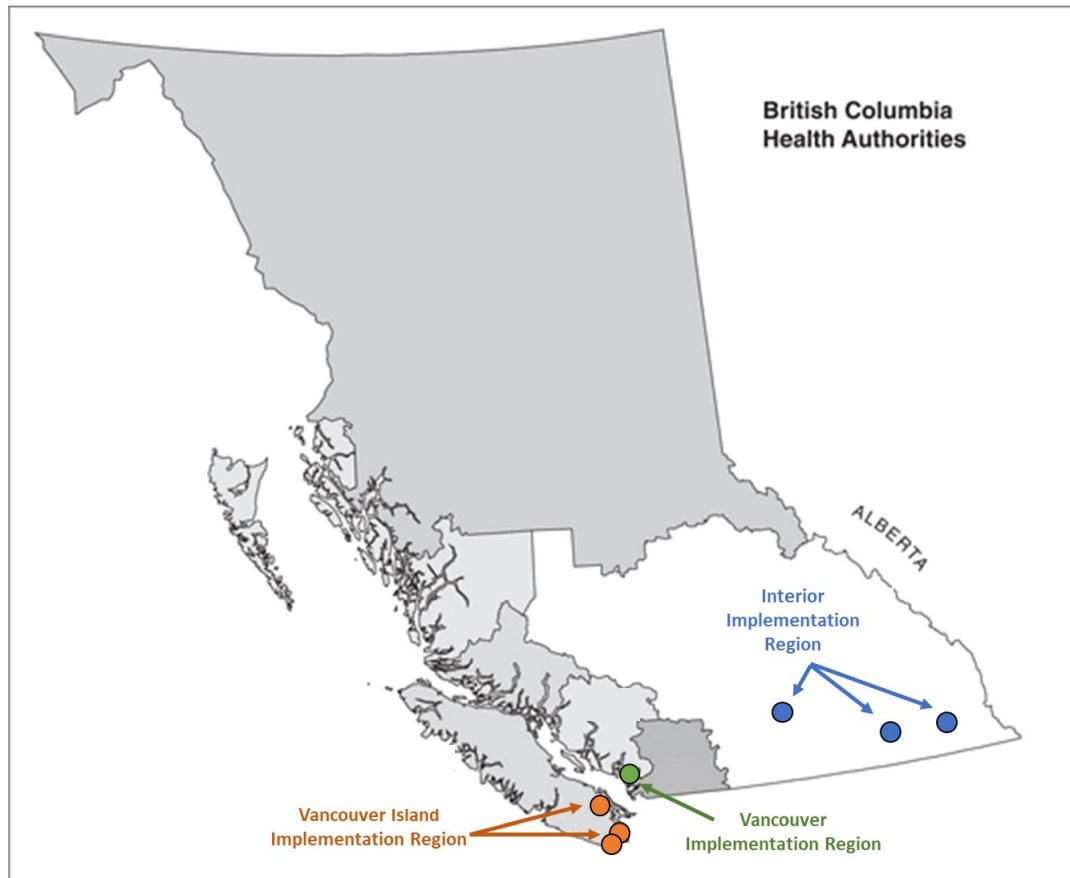 British Columbia
Health Authorities
ALBERTA
Interior
Implementation
Region
Vancouver Island
Implementation Region
Vancouver
Implementation Region